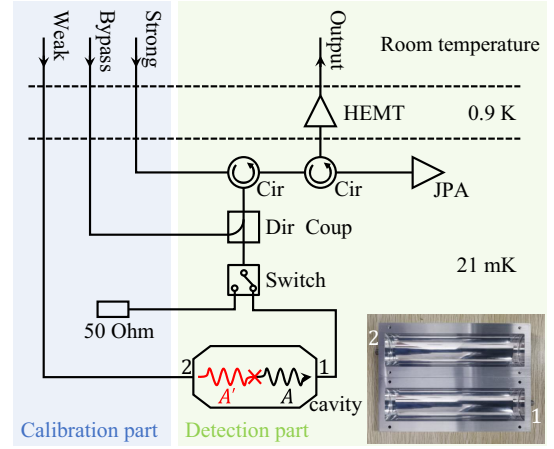 Weak
Bypass
Strong
Output
Room temperature
HEMT
0.9 K
Cir
Cir
JPA
Dir Coup
21 mK
Switch
50 Ohm
2
1
A′
A
cavity
2
1
Calibration part
Detection part